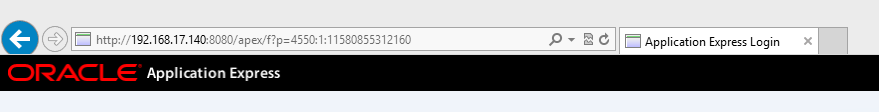 http://192.168.17.140:8080/apex/f?p=4550:1:11580855312160
Application Express Login
ORACLE Application Express